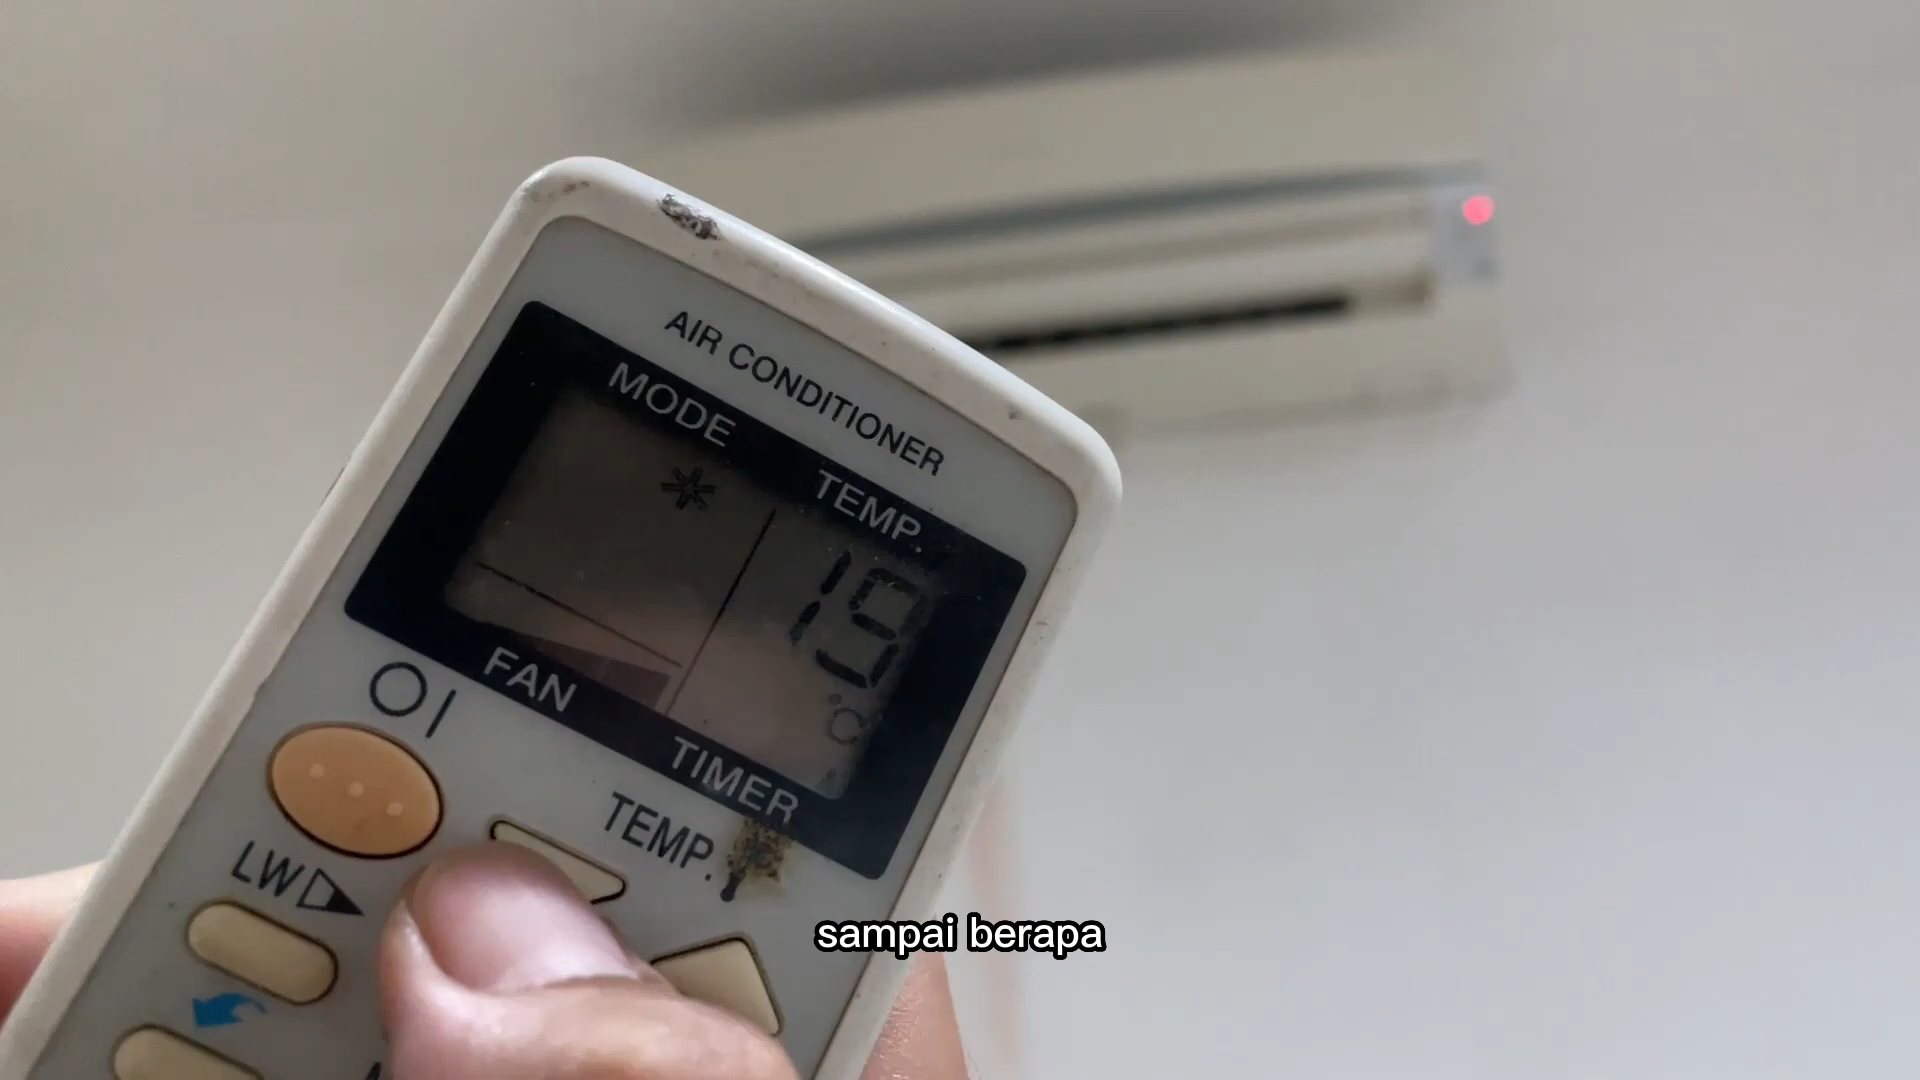 AIR CONDITIONER
MODE
TEMP.
19
°C
FAN
TIMER
TEMP.
LW
sampai berapa